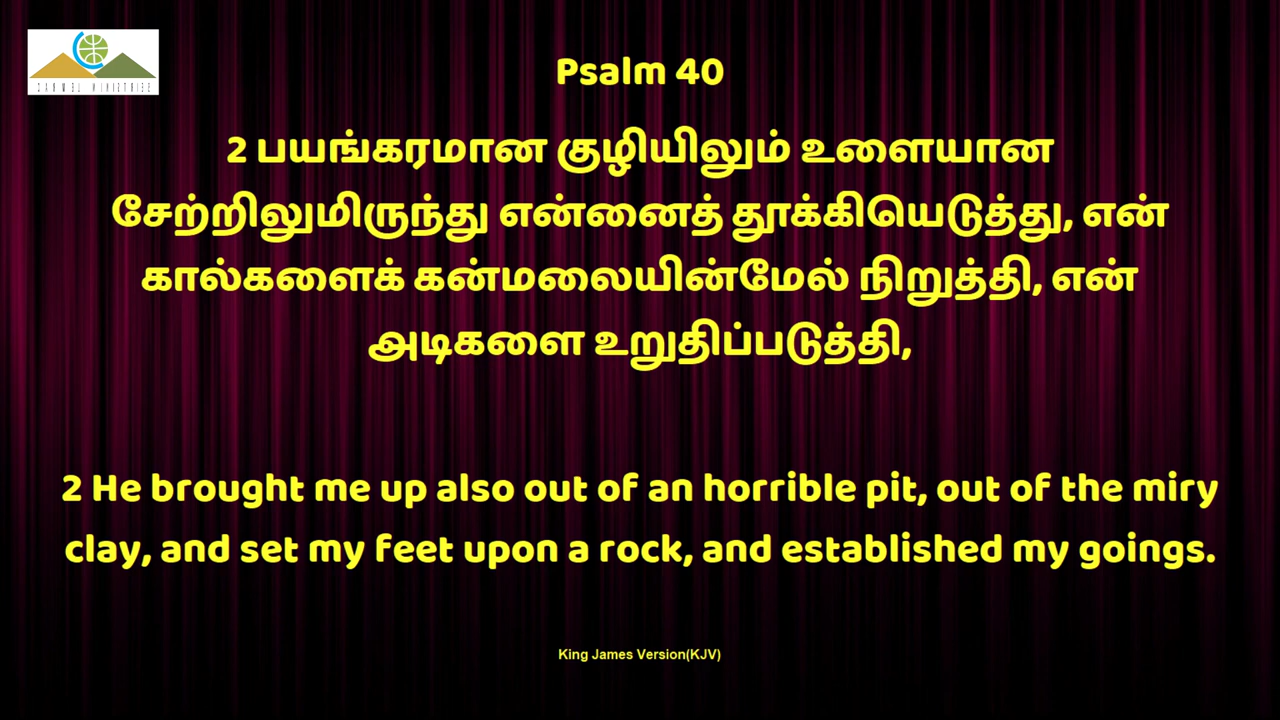 CARMEL MINISTRIES
Psalm 40
2 பயங்கரமான குழியிலும் உளையான
சேற்றிலுமிருந்து என்னைத் தூக்கியெடுத்து, என்
கால்களைக் கன்மலையின்மேல் நிறுத்தி, என்
அடிகளை உறுதிப்படுத்தி,
2 He brought me up also out of an horrible pit, out of the miry
clay, and set my feet upon a rock, and established my goings.
King James Version(KJV)